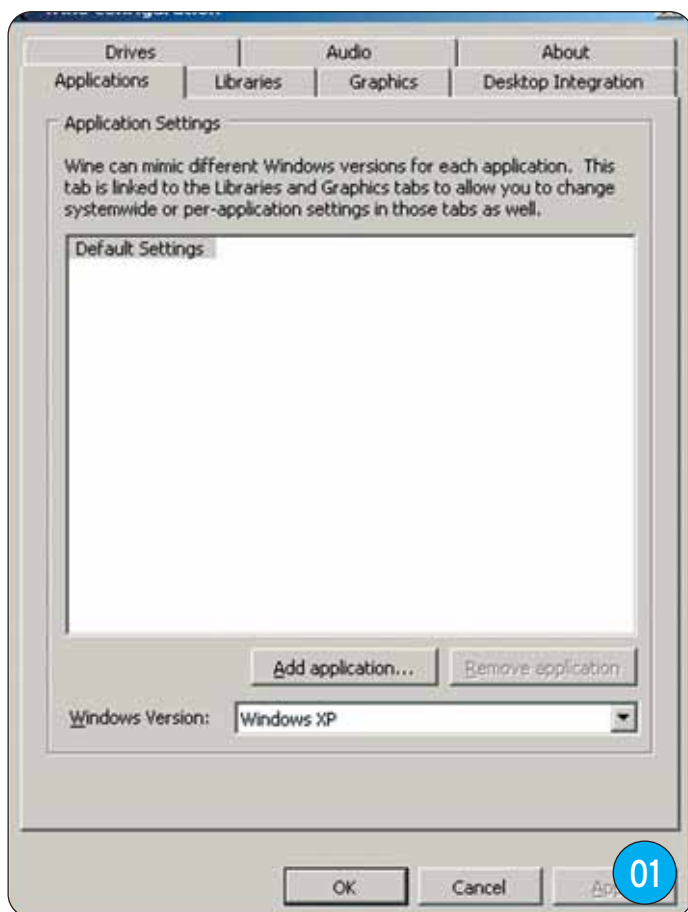 Wine configuration
Drives Audio About
Applications Libraries Graphics Desktop Integration
Application Settings
Wine can mimic different Windows versions for each application. This
tab is linked to the Libraries and Graphics tabs to allow you to change
systemwide or per-application settings in those tabs as well.
Default Settings
Add application... Remove application
Windows Version: Windows XP
OK Cancel
01